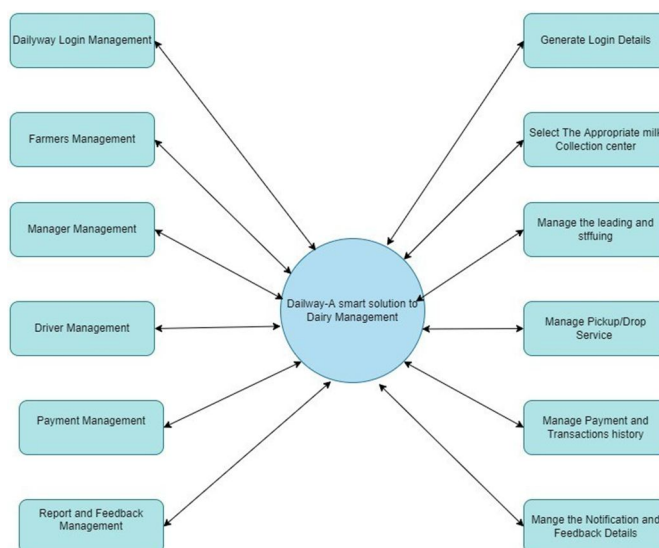 Dailyway Login Management
Generate Login Details
Farmers Management
Select The Appropriate milk
Collection center
Manager Management
Manage the leading and
stffuing
Dailway-A smart solution to
Dairy Management
Driver Management
Manage Pickup/Drop
Service
Payment Management
Manage Payment and
Transactions history
Report and Feedback
Management
Mange the Notification and
Feedback Details